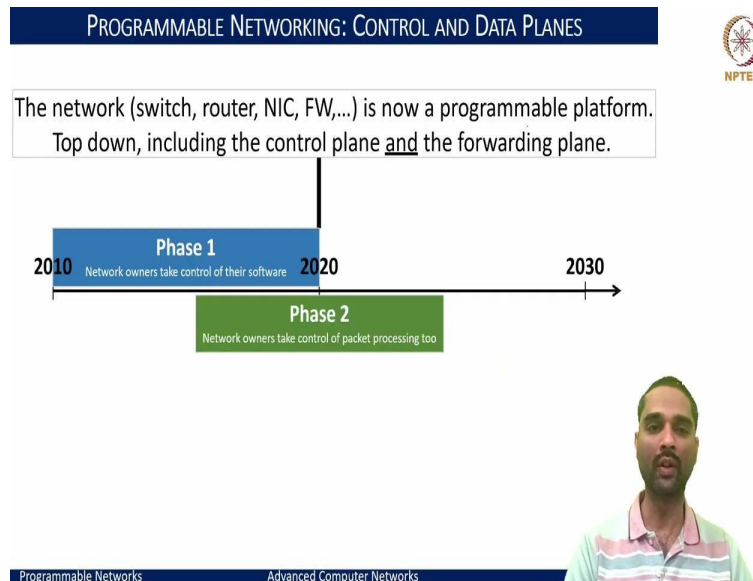 PROGRAMMABLE NETWORKING: CONTROL AND DATA PLANES
NPTE
The network (switch, router, NIC, FW,...) is now a programmable platform.
Top down, including the control plane and the forwarding plane.
Phase 1
2010 Network owners take control of their software 2020 2030
Phase 2
Network owners take control of packet processing too
Programmable Networks Advanced Computer Networks